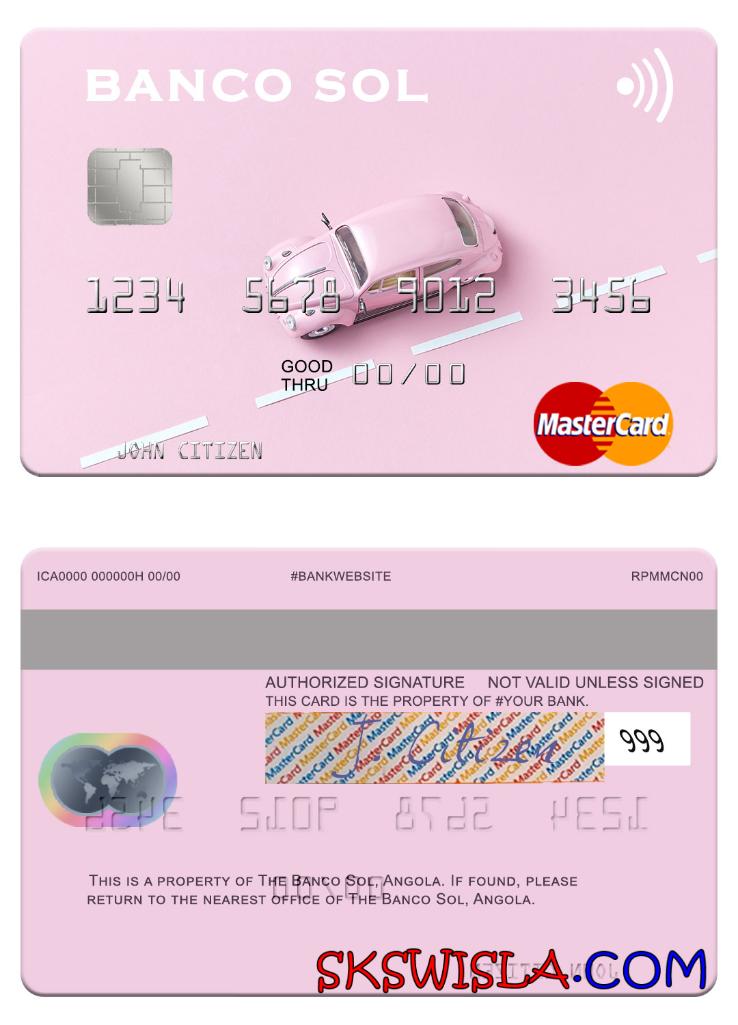 BANCO SOL
1234 5678 9012 3456
GOOD THRU 00/00
JOHN CITIZEN
MasterCard
ICA0000 000000H 00/00 #BANKWEBSITE RPMMCN00
AUTHORIZED SIGNATURE NOT VALID UNLESS SIGNED
THIS CARD IS THE PROPERTY OF #YOUR BANK.
J. Citizen 999
THIS IS A PROPERTY OF THE BANCO SOL, ANGOLA. IF FOUND, PLEASE
RETURN TO THE NEAREST OFFICE OF THE BANCO SOL, ANGOLA.
SKSWISLA.COM